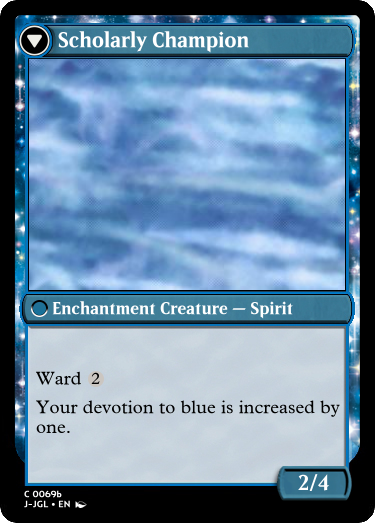 Scholarly Champion
Enchantment Creature — Spirit
Ward 2
Your devotion to blue is increased by
one.
2/4
C 0069b
J-JGL • EN